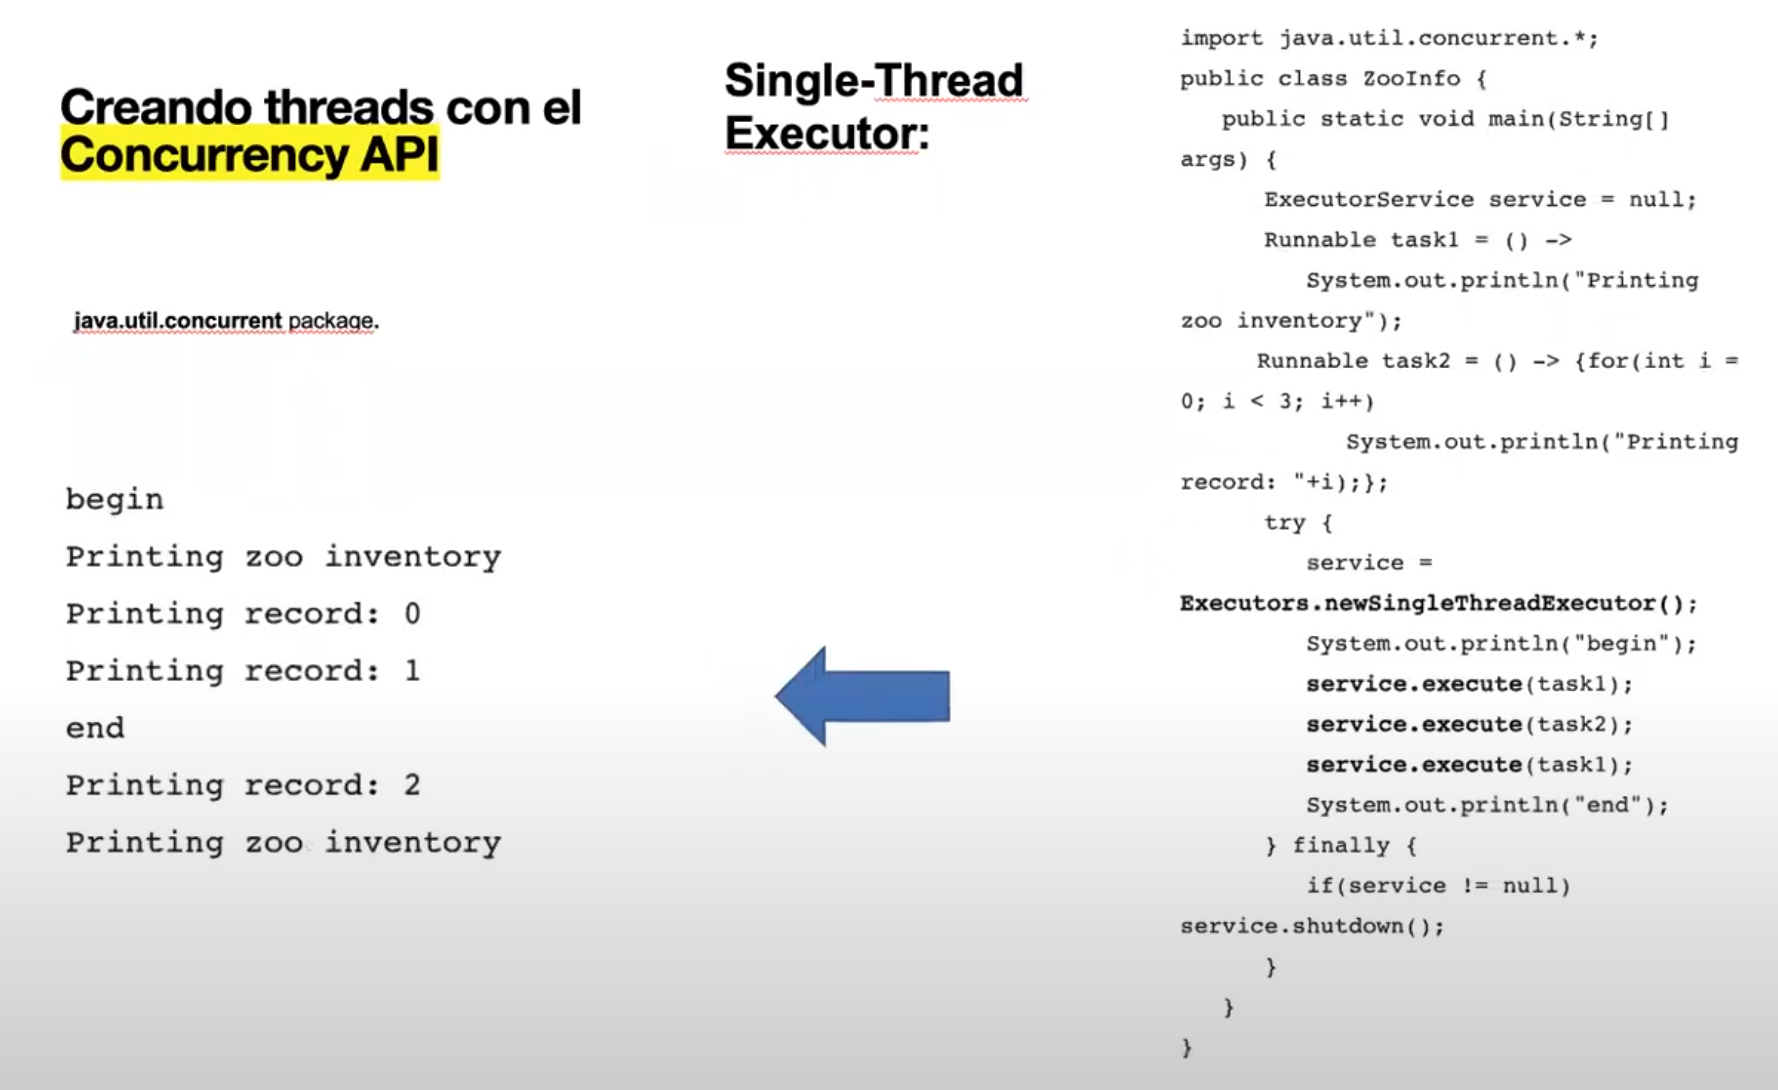 Creando threads con el
Concurrency API
java.util.concurrent package.
begin
Printing zoo inventory
Printing record: 0
Printing record: 1
end
Printing record: 2
Printing zoo inventory
Single-Thread
Executor:
import java.util.concurrent.*;
public class ZooInfo {
public static void main(String[]
args) {
ExecutorService service = null;
Runnable task1 = () ->
System.out.println("Printing
zoo inventory");
Runnable task2 = () -> {for(int i =
0; i < 3; i++)
System.out.println("Printing
record: "+i);};
try {
service =
Executors.newSingleThreadExecutor();
System.out.println("begin");
service.execute(task1);
service.execute(task2);
service.execute(task1);
System.out.println("end");
} finally {
if(service != null)
service.shutdown();
}
}
}